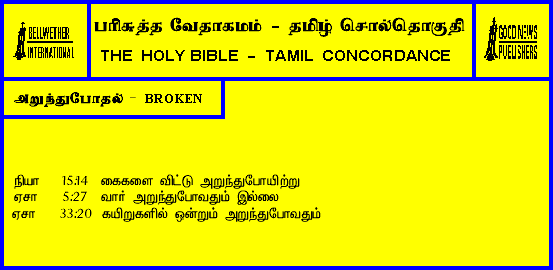 BELLWETHER
INTERNATIONAL
பரிசுத்த வேதாகமம் - தமிழ் சொல்தொகுதி
THE HOLY BIBLE - TAMIL CONCORDANCE
GOOD NEWS
PUBLISHERS
அறுந்துபோதல் - BROKEN
நியா 15:14 கைகளை விட்டு அறுந்துபோயிற்று
ஏசா 5:27 வார் அறுந்துபோவதும் இல்லை
ஏசா 33:20 கயிறுகளில் ஒன்றும் அறுந்துபோவதும்